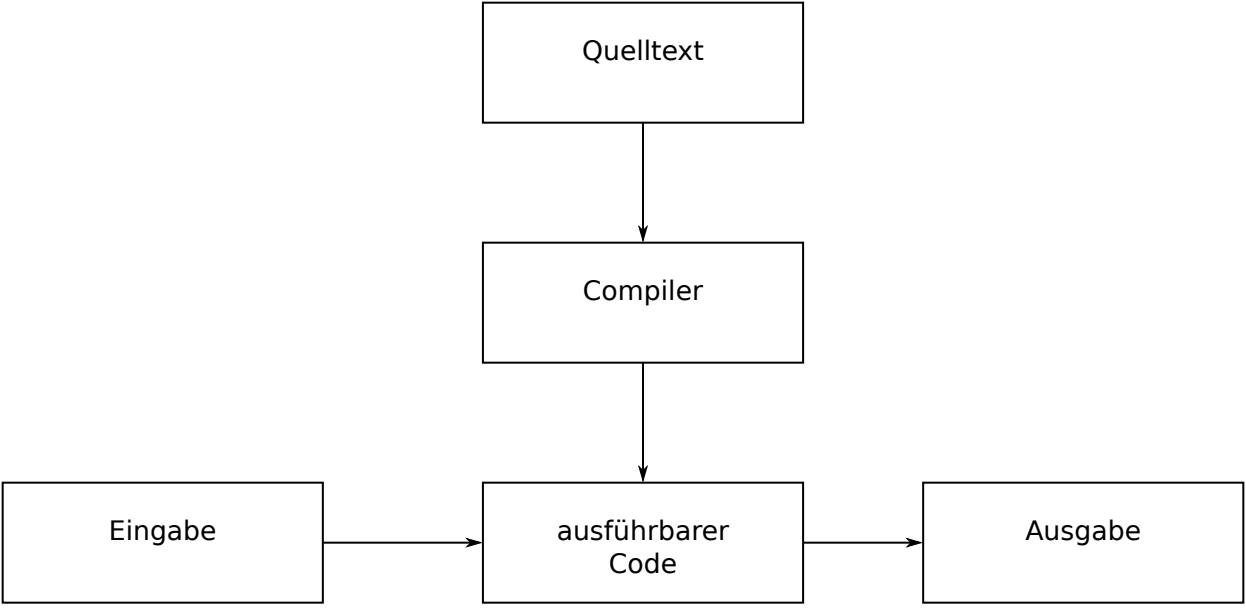 Quelltext
Compiler
Eingabe
ausführbarer
Code
Ausgabe